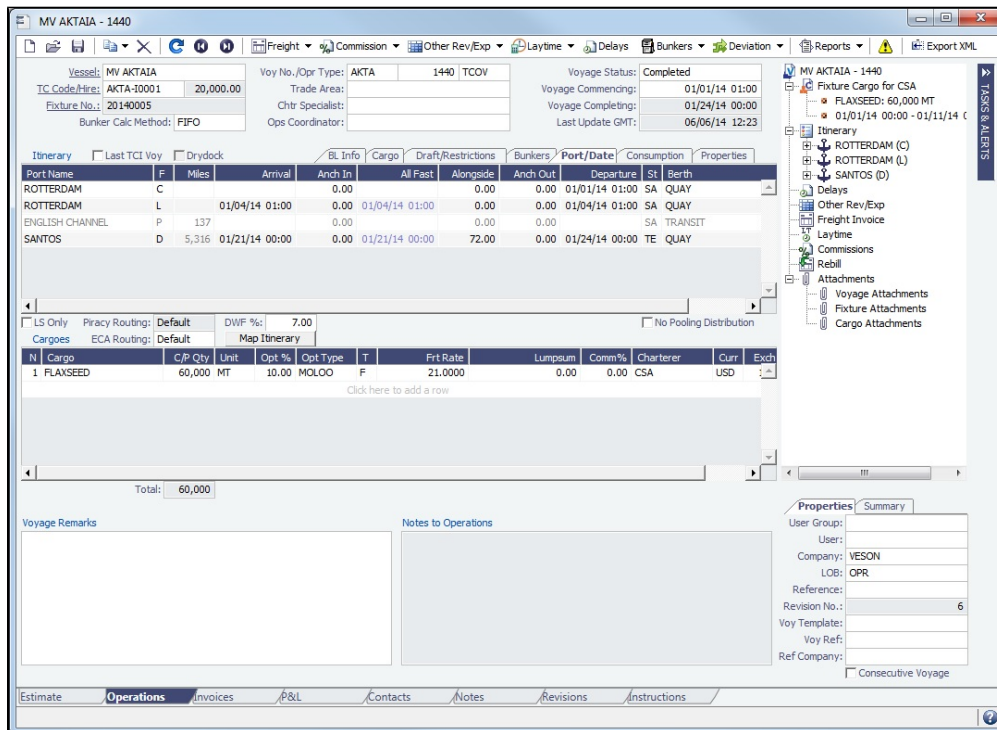 MV AKTAIA - 1440
Freight Commission Other Rev/Exp Laytime Delays Bunkers Deviation Reports Export XML
Vessel: MV AKTAIA Voy No./Opr Type: AKTA 1440 TCOV Voyage Status: Completed
TC Code/Hire: AKTA-I0001 20,000.00 Trade Area: Voyage Commencing: 01/01/14 01:00
Fixture No.: 20140005 Chtr Specialist: Voyage Completing: 01/24/14 00:00
Bunker Calc Method: FIFO Ops Coordinator: Last Update GMT: 06/06/14 12:23
Itinerary Last TCI Voy Drydock BL Info Cargo Draft/Restrictions Bunkers Port/Date Consumption Properties
Port Name F Miles Arrival Anch In All Fast Alongside Anch Out Departure St Berth
ROTTERDAM C 0.00 0.00 0.00 01/01/14 01:00 SA QUAY
ROTTERDAM L 01/04/14 01:00 0.00 01/04/14 01:00 0.00 0.00 01/04/14 01:00 SA QUAY
ENGLISH CHANNEL P 137 0.00 0.00 0.00 SA TRANSIT
SANTOS D 5,316 01/21/14 00:00 0.00 01/21/14 00:00 72.00 0.00 01/24/14 00:00 TE QUAY
LS Only Piracy Routing: Default DWF %: 7.00 No Pooling Distribution
Cargoes ECA Routing: Default Map Itinerary
N Cargo C/P Qty Unit Opt % Opt Type T Frt Rate Lumpsum Comm% Charterer Curr Exch
1 FLAXSEED 60,000 MT 10.00 MOLOO F 21.0000 0.00 0.00 CSA USD
Click here to add a row
Total: 60,000
Voyage Remarks Notes to Operations
MV AKTAIA - 1440
Fixture Cargo for CSA
FLAXSEED: 60,000 MT
01/01/14 00:00 - 01/11/14 0
Itinerary
ROTTERDAM (C)
ROTTERDAM (L)
SANTOS (D)
Delays
Other Rev/Exp
Freight Invoice
Laytime
Commissions
Rebill
Attachments
Voyage Attachments
Fixture Attachments
Cargo Attachments
TASKS & ALERTS
Properties Summary
User Group:
User:
Company: VESON
LOB: OPR
Reference:
Revision No.: 6
Voy Template:
Voy Ref:
Ref Company:
Consecutive Voyage
Estimate Operations Invoices P&L Contacts Notes Revisions Instructions